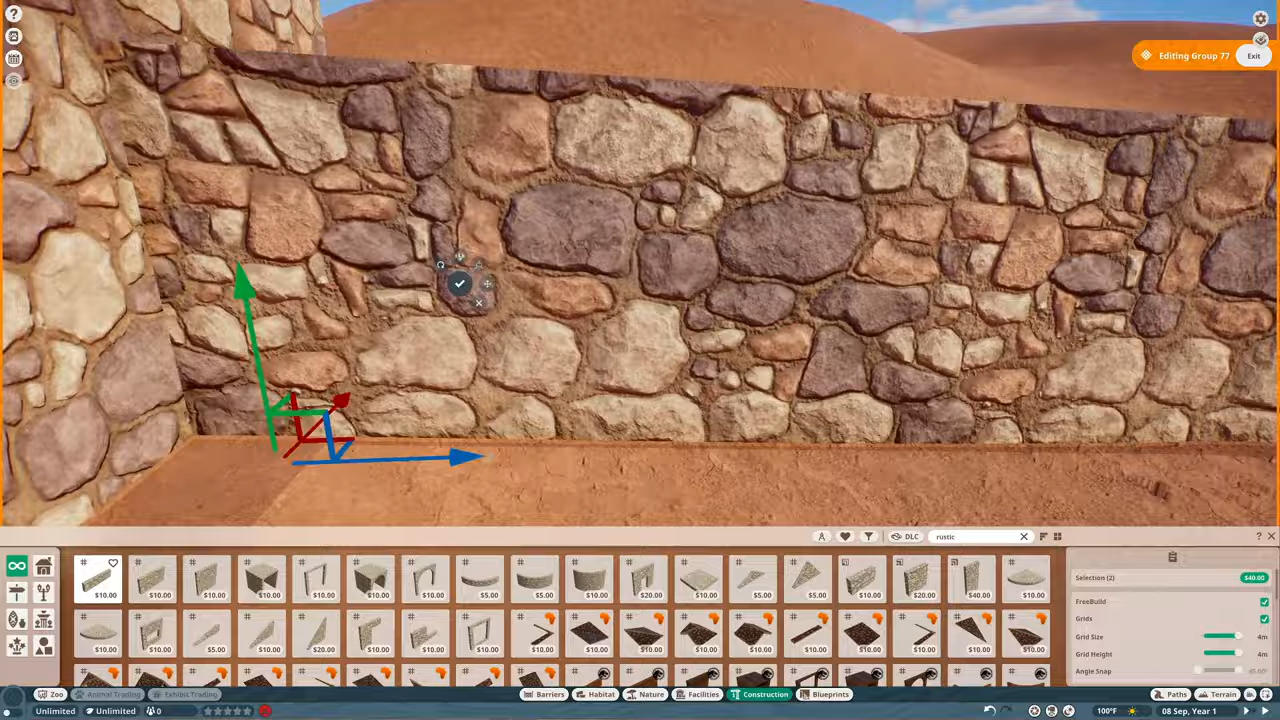 Editing Group 77
Exit
DLC
rustic
$10.00 $10.00 $10.00 $10.00 $10.00 $10.00 $10.00 $5.00 $5.00 $10.00 $20.00 $10.00 $5.00 $5.00 $10.00 $20.00 $40.00 $10.00
$10.00 $10.00 $5.00 $10.00 $20.00 $10.00 $10.00 $10.00 $10.00 $10.00 $10.00 $10.00 $10.00 $10.00 $10.00 $10.00 $10.00 $10.00
Selection (2)
$40.00
FreeBuild
Grids
Grid Size
4m
Grid Height
4m
Angle Snap
45.00°
Zoo
Animal Trading
Exhibit Trading
Barriers
Habitat
Nature
Facilities
Construction
Blueprints
Paths
Terrain
Unlimited
Unlimited
0
100°F
08 Sep, Year 1